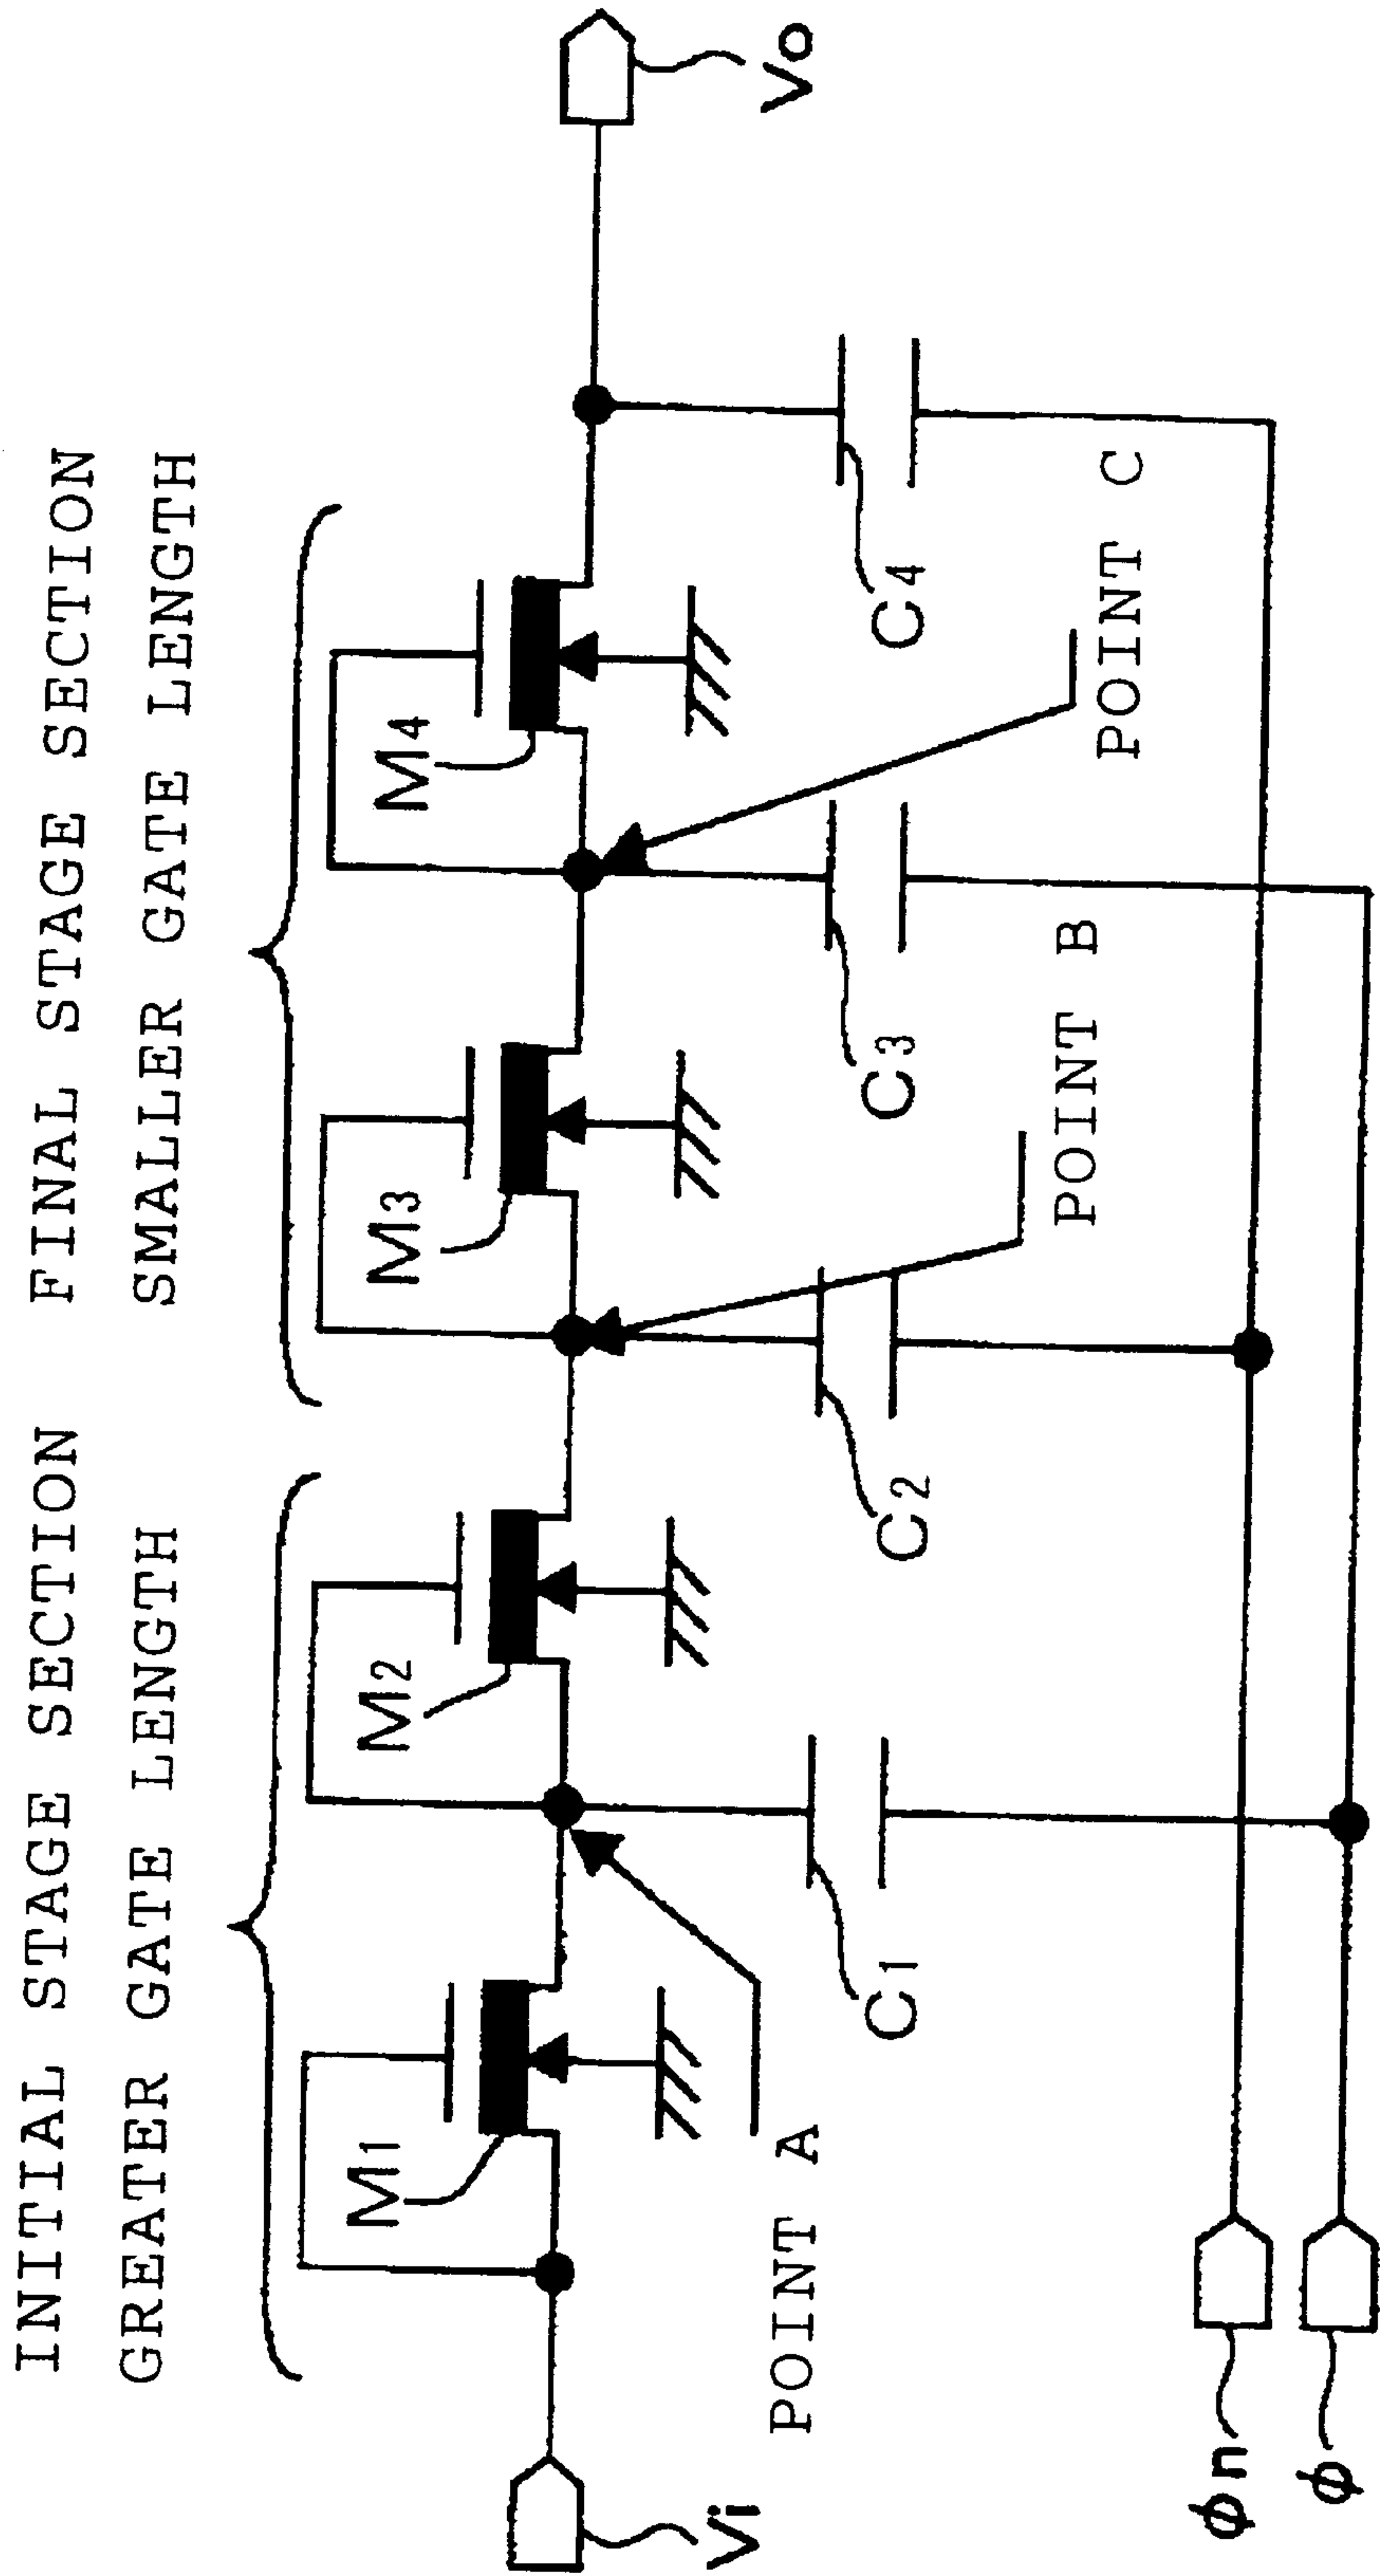 INITIAL STAGE SECTION
GREATER GATE LENGTH
FINAL STAGE SECTION
SMALLER GATE LENGTH
M1
M2
M3
M4
Vi
Vo
POINT A
C1
C2
POINT B
C3
POINT C
C4
φn
φ